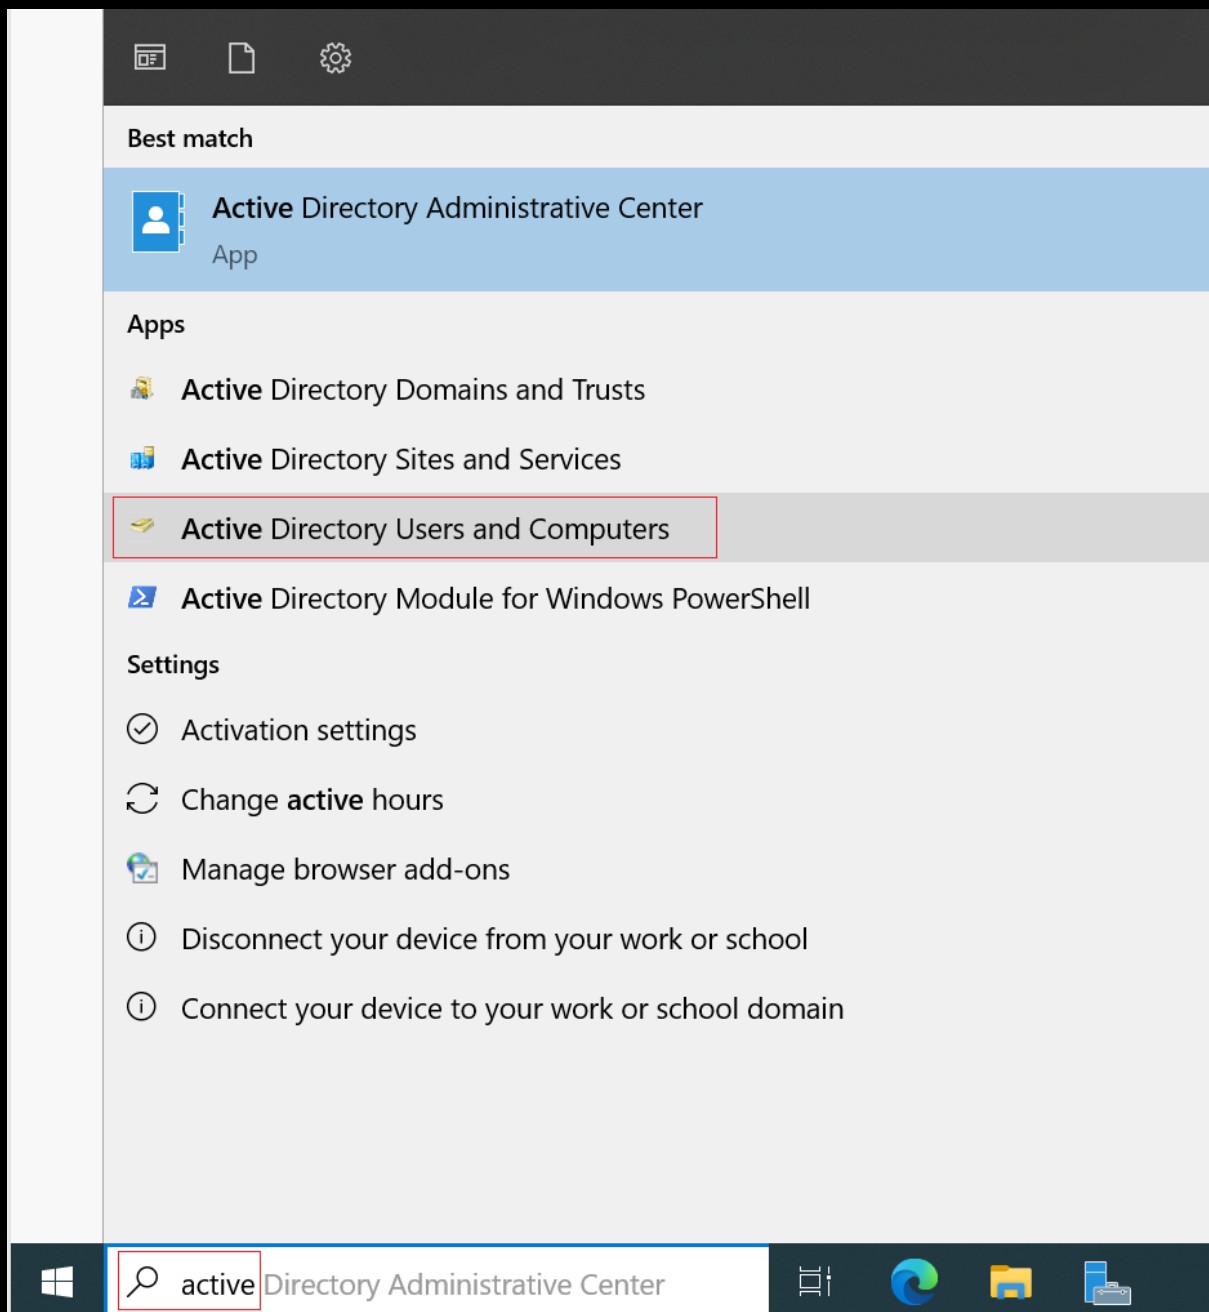 Best match
Active Directory Administrative Center
App
Apps
Active Directory Domains and Trusts
Active Directory Sites and Services
Active Directory Users and Computers
Active Directory Module for Windows PowerShell
Settings
Activation settings
Change active hours
Manage browser add-ons
Disconnect your device from your work or school
Connect your device to your work or school domain
active Directory Administrative Center